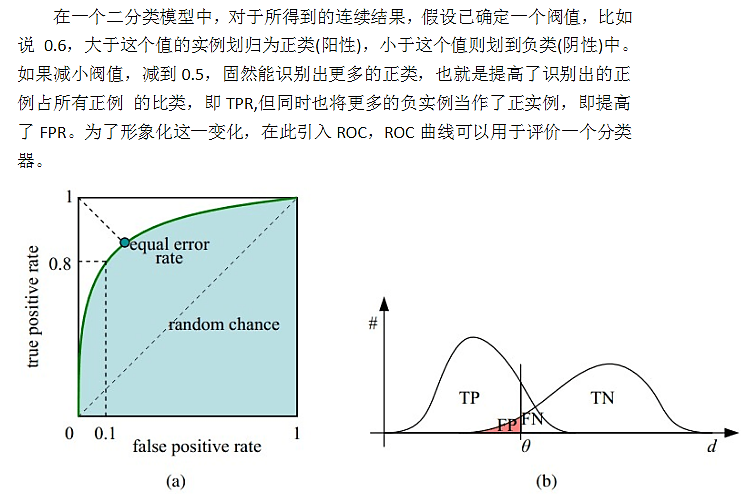 在一个二分类模型中，对于所得到的连续结果，假设已确定一个阀值，比如
说 0.6，大于这个值的实例划归为正类(阳性)，小于这个值则划到负类(阴性)中。
如果减小阀值，减到 0.5，固然能识别出更多的正类，也就是提高了识别出的正
例占所有正例 的比类，即 TPR,但同时也将更多的负实例当作了正实例，即提高
了 FPR。为了形象化这一变化，在此引入 ROC，ROC 曲线可以用于评价一个分类
器。
1
equal error
rate
0.8
true positive rate
random chance
0
0.1
1
false positive rate
(a)
#
TP
TN
FP
FN
θ
d
(b)